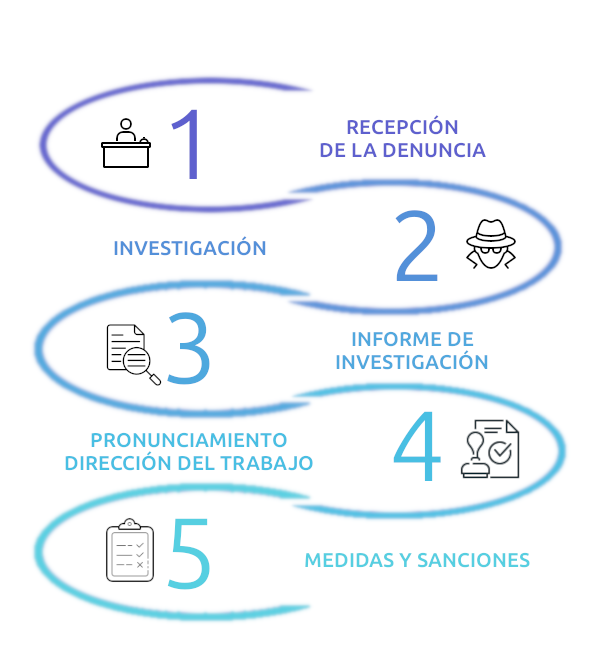 1
RECEPCIÓN
DE LA DENUNCIA
INVESTIGACIÓN
2
3
INFORME DE
INVESTIGACIÓN
PRONUNCIAMIENTO
DIRECCIÓN DEL TRABAJO
4
5
MEDIDAS Y SANCIONES